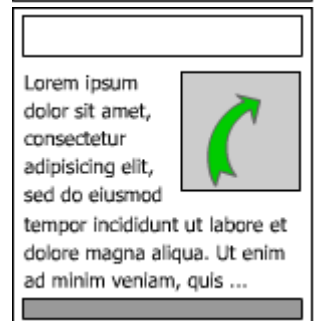 Lorem ipsum
dolor sit amet,
consectetur
adipisicing elit,
sed do eiusmod
tempor incididunt ut labore et
dolore magna aliqua. Ut enim
ad minim veniam, quis ...